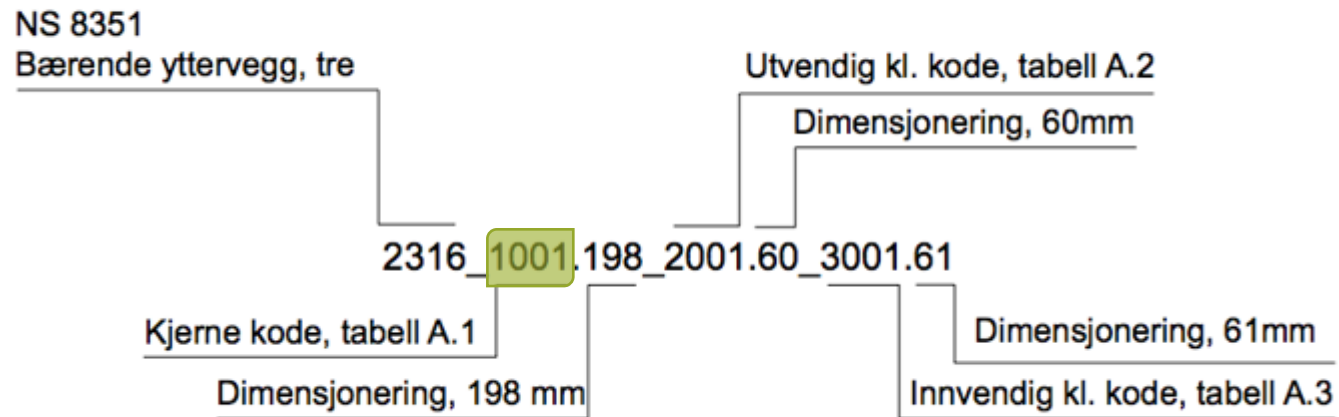 NS 8351
Bærende yttervegg, tre
Utvendig kl. kode, tabell A.2
Dimensjonering, 60mm
2316_1001.198_2001.60_3001.61
Kjerne kode, tabell A.1
Dimensjonering, 61mm
Dimensjonering, 198 mm
Innvendig kl. kode, tabell A.3